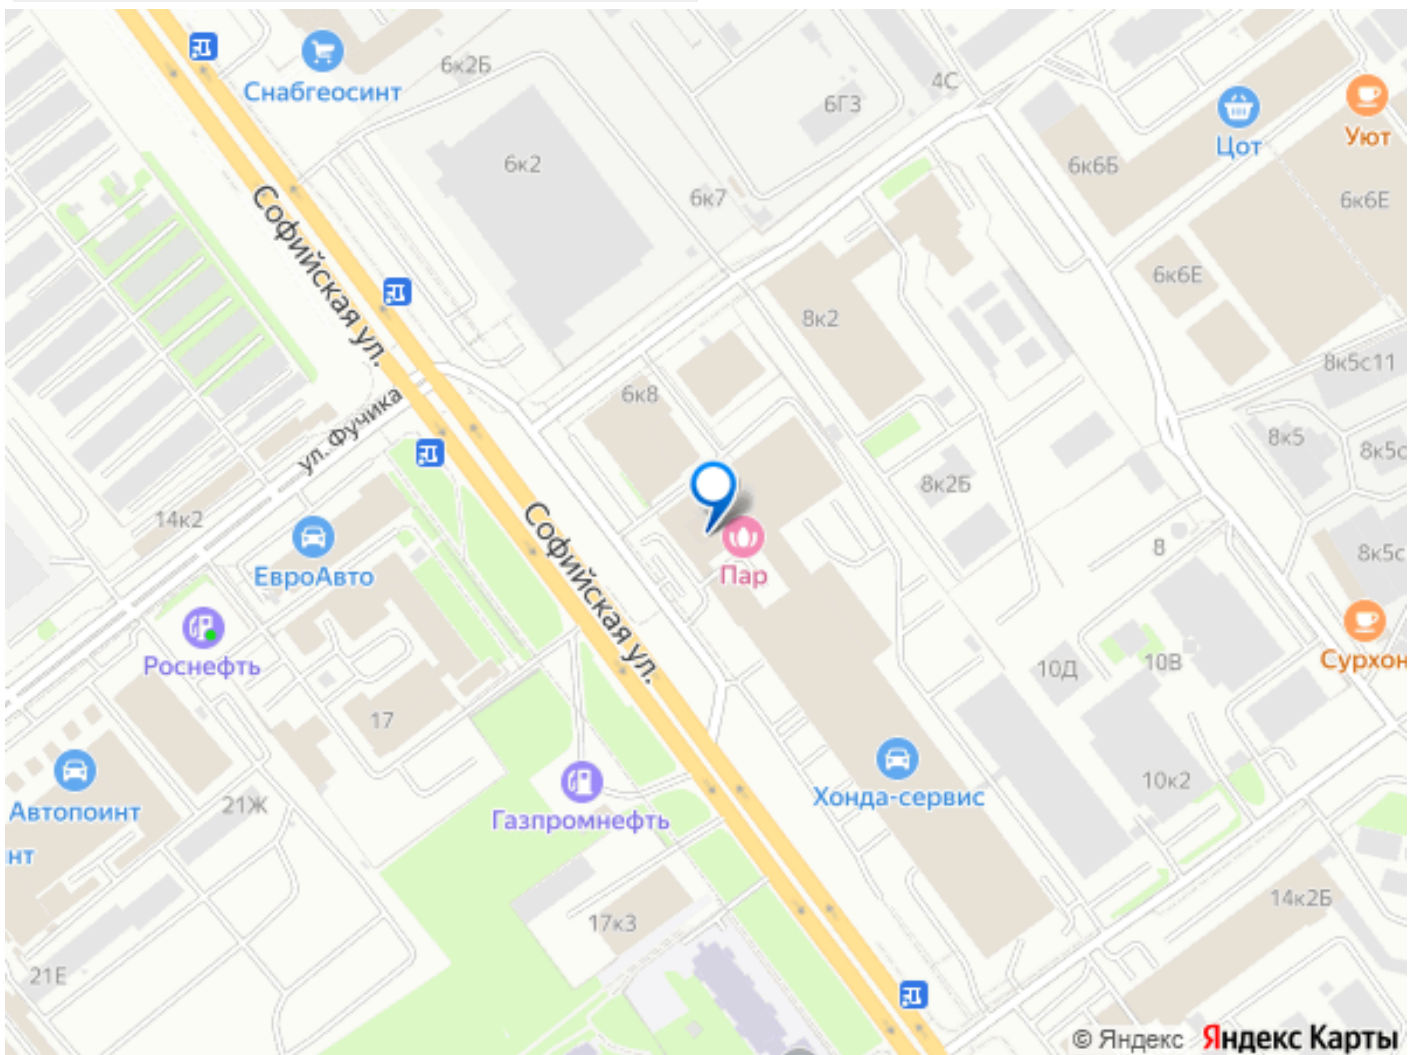 Снабгеосинт
6к2Б
4С
6Г3
Цот
Уют
6к2
6к6Б
6к7
6к6Е
Софийская ул.
6к6Е
8к2
8к5с11
6к8
ул. Фучика
8к5
8к5с
8к2Б
14к2
Софийская ул.
8
8к5с
ЕвроАвто
Пар
Роснефть
10Д
10В
Сурхон
17
10к2
Хонда-сервис
21Ж
Автопоинт
Газпромнефть
нт
14к2Б
17к3
21Е
© Яндекс Яндекс Карты